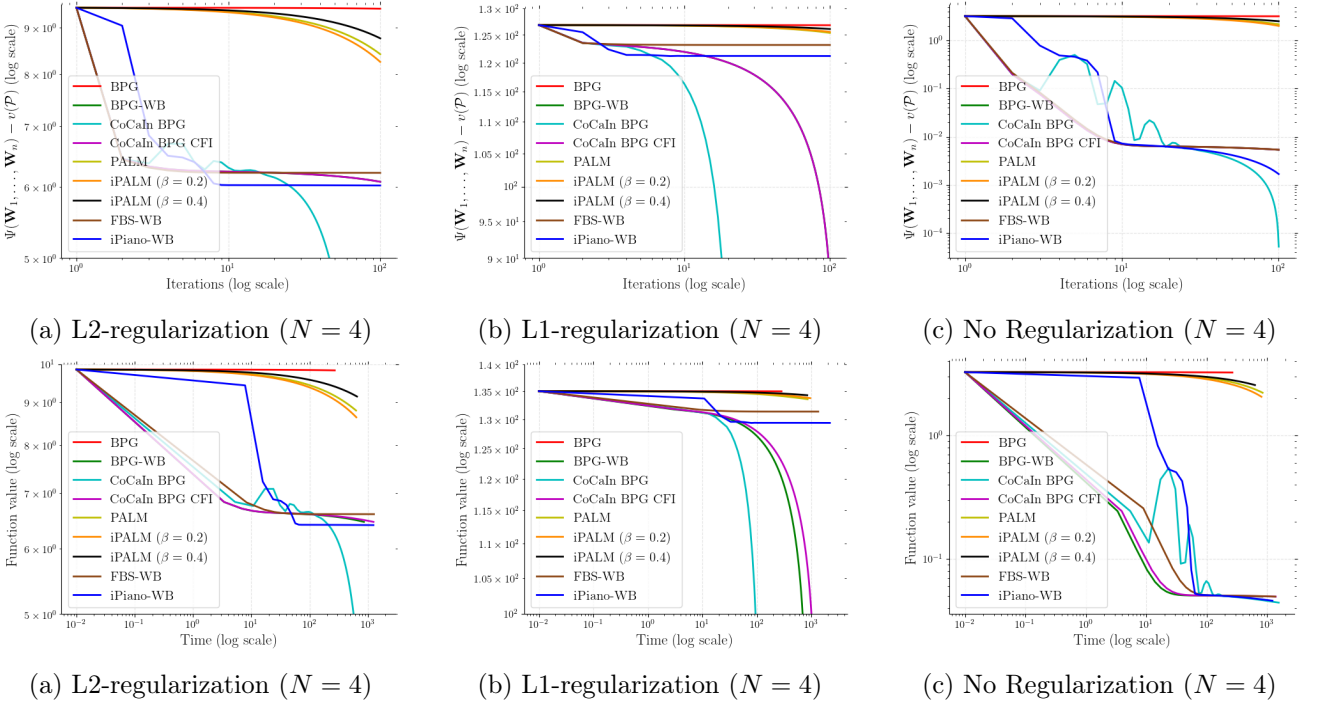 Ψ(W₁, . . . , Wₙ) − v(𝒫) (log scale)
9 × 10⁰
8 × 10⁰
7 × 10⁰
6 × 10⁰
5 × 10⁰
BPG
BPG-WB
CoCaIn BPG
CoCaIn BPG CFI
PALM
iPALM (β = 0.2)
iPALM (β = 0.4)
FBS-WB
iPiano-WB
10⁰ 10¹ 10²
Iterations (log scale)
(a) L2-regularization (N = 4)
Ψ(W₁, . . . , Wₙ) − v(𝒫) (log scale)
1.3 × 10²
1.25 × 10²
1.2 × 10²
1.15 × 10²
1.1 × 10²
1.05 × 10²
10²
9.5 × 10¹
9 × 10¹
BPG
BPG-WB
CoCaIn BPG
CoCaIn BPG CFI
PALM
iPALM (β = 0.2)
iPALM (β = 0.4)
FBS-WB
iPiano-WB
10⁰ 10¹ 10²
Iterations (log scale)
(b) L1-regularization (N = 4)
Ψ(W₁, . . . , Wₙ) − v(𝒫) (log scale)
10⁰
10⁻¹
10⁻²
10⁻³
10⁻⁴
BPG
BPG-WB
CoCaIn BPG
CoCaIn BPG CFI
PALM
iPALM (β = 0.2)
iPALM (β = 0.4)
FBS-WB
iPiano-WB
10⁰ 10¹ 10²
Iterations (log scale)
(c) No Regularization (N = 4)
Function value (log scale)
10¹
9 × 10⁰
8 × 10⁰
7 × 10⁰
6 × 10⁰
5 × 10⁰
BPG
BPG-WB
CoCaIn BPG
CoCaIn BPG CFI
PALM
iPALM (β = 0.2)
iPALM (β = 0.4)
FBS-WB
iPiano-WB
10⁻² 10⁻¹ 10⁰ 10¹ 10² 10³
Time (log scale)
(a) L2-regularization (N = 4)
Function value (log scale)
1.35 × 10²
1.3 × 10²
1.25 × 10²
1.2 × 10²
1.15 × 10²
1.1 × 10²
1.05 × 10²
10²
BPG
BPG-WB
CoCaIn BPG
CoCaIn BPG CFI
PALM
iPALM (β = 0.2)
iPALM (β = 0.4)
FBS-WB
iPiano-WB
10⁻² 10⁻¹ 10⁰ 10¹ 10² 10³
Time (log scale)
(b) L1-regularization (N = 4)
Function value (log scale)
10⁰
10⁻¹
BPG
BPG-WB
CoCaIn BPG
CoCaIn BPG CFI
PALM
iPALM (β = 0.2)
iPALM (β = 0.4)
FBS-WB
iPiano-WB
10⁻² 10⁻¹ 10⁰ 10¹ 10² 10³
Time (log scale)
(c) No Regularization (N = 4)